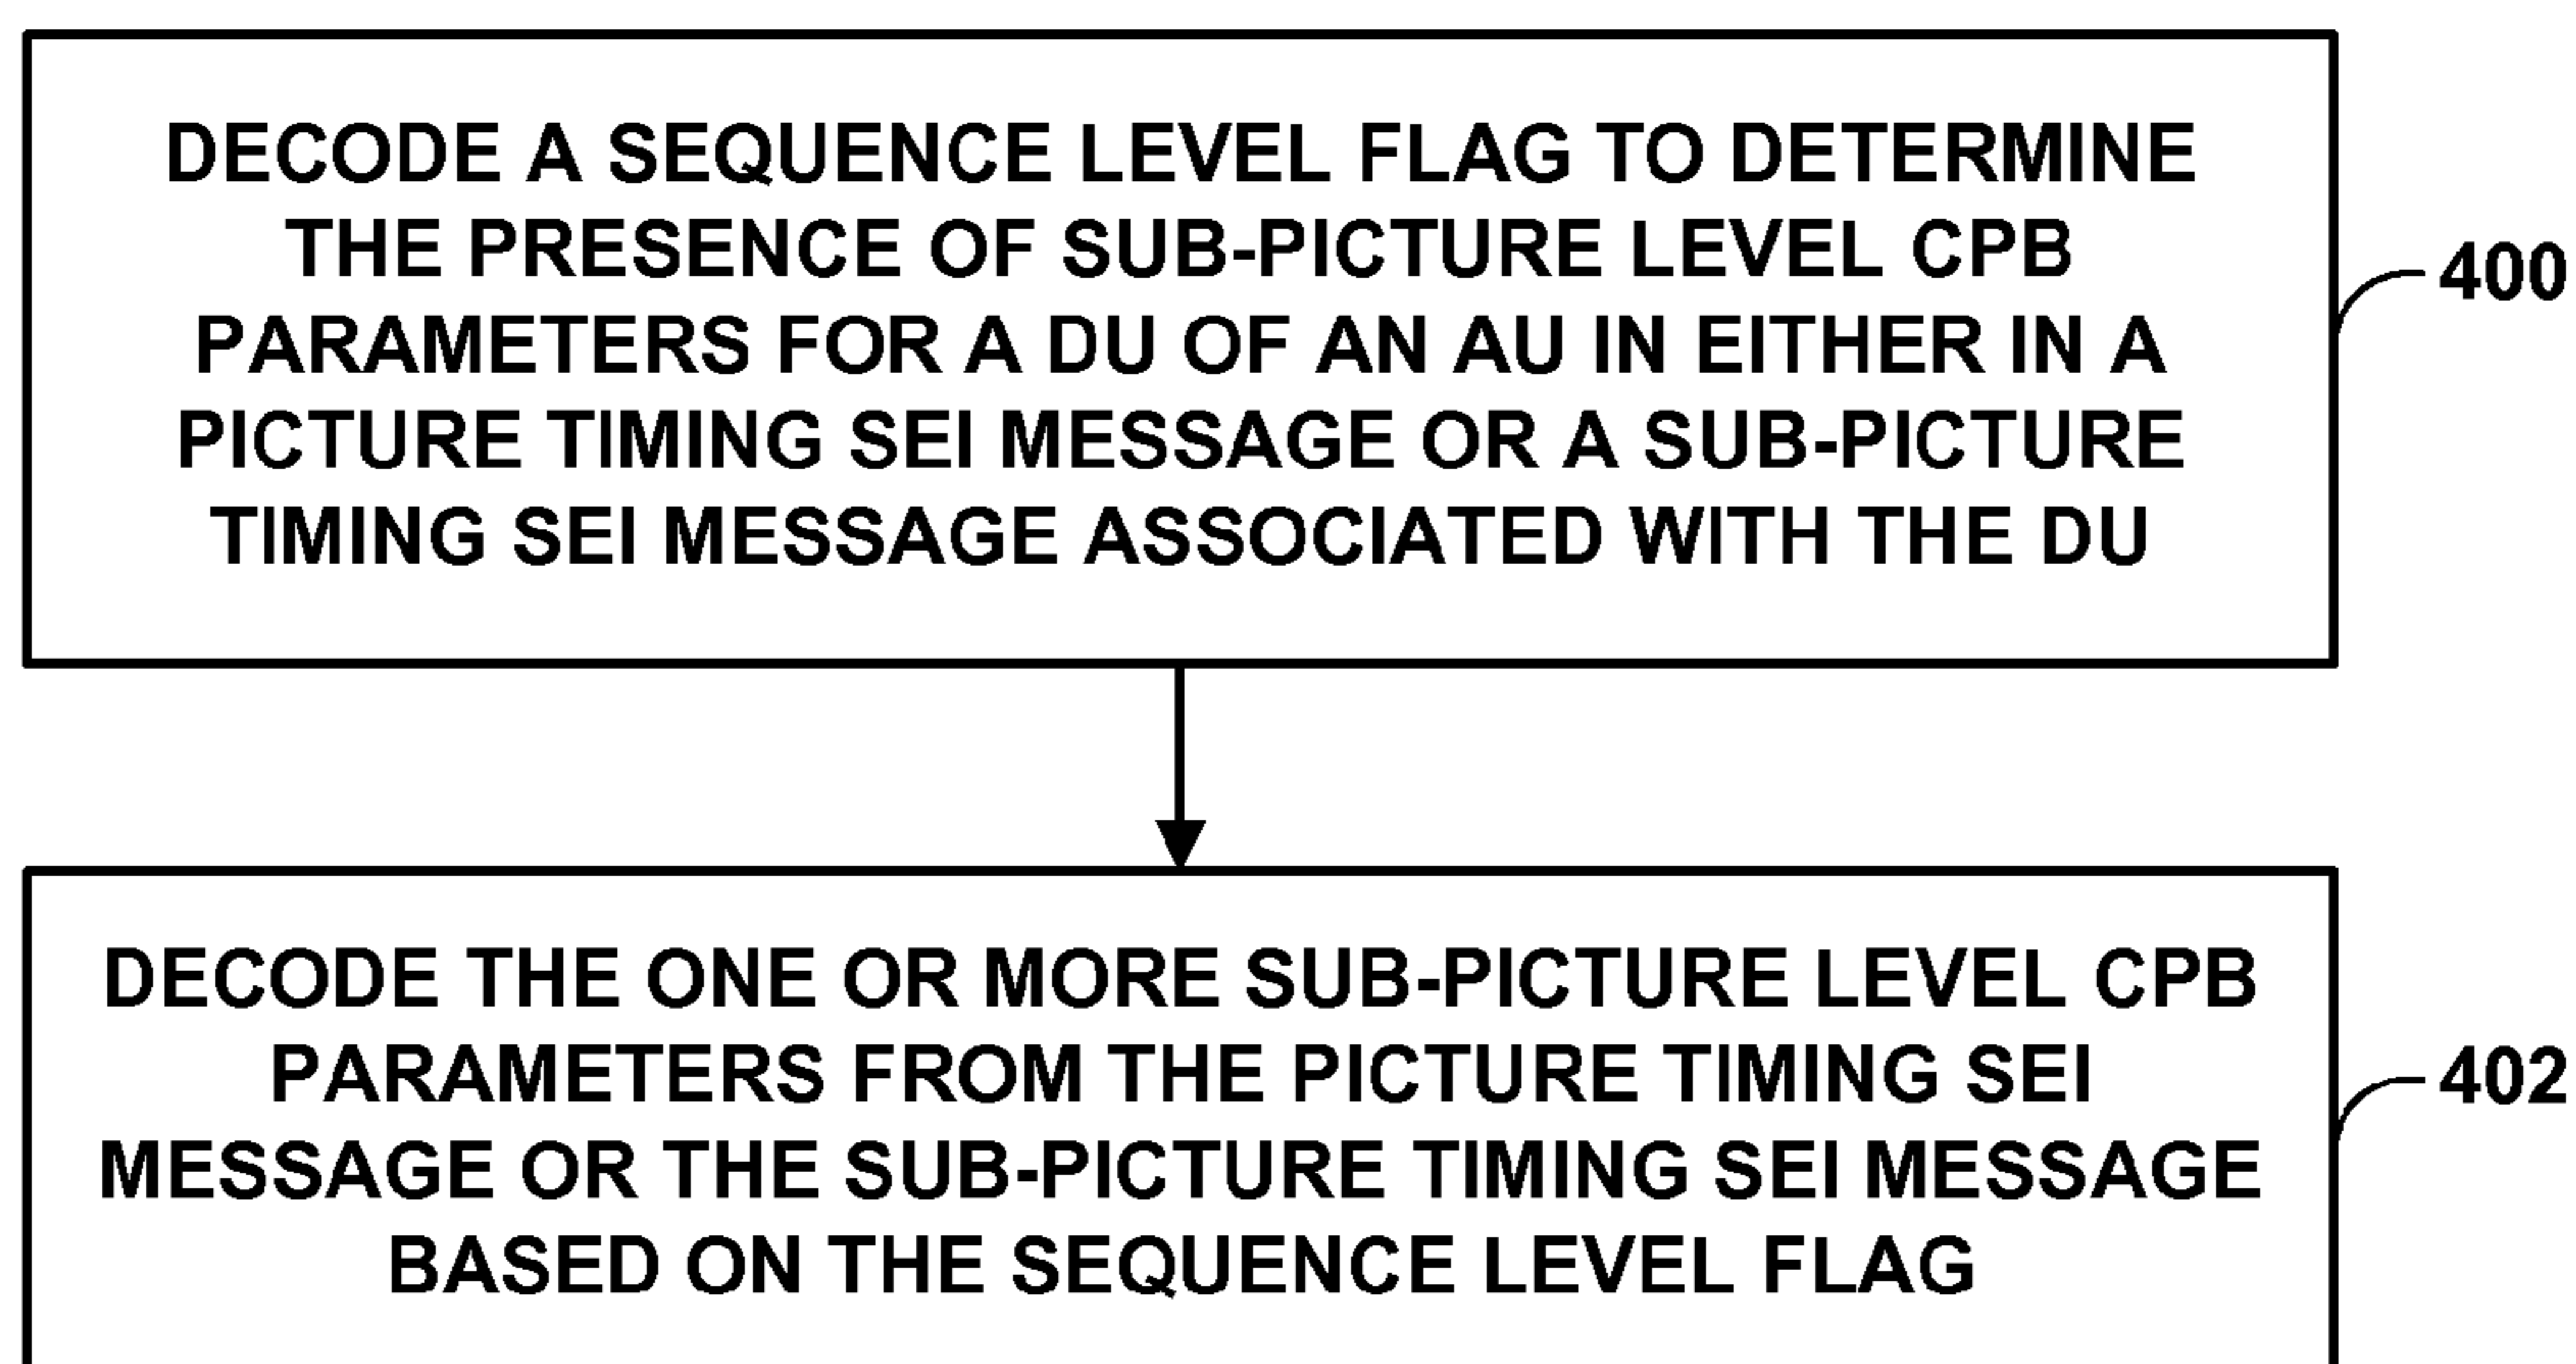 DECODE A SEQUENCE LEVEL FLAG TO DETERMINE
THE PRESENCE OF SUB-PICTURE LEVEL CPB
PARAMETERS FOR A DU OF AN AU IN EITHER IN A
PICTURE TIMING SEI MESSAGE OR A SUB-PICTURE
TIMING SEI MESSAGE ASSOCIATED WITH THE DU
400
DECODE THE ONE OR MORE SUB-PICTURE LEVEL CPB
PARAMETERS FROM THE PICTURE TIMING SEI
MESSAGE OR THE SUB-PICTURE TIMING SEI MESSAGE
BASED ON THE SEQUENCE LEVEL FLAG
402